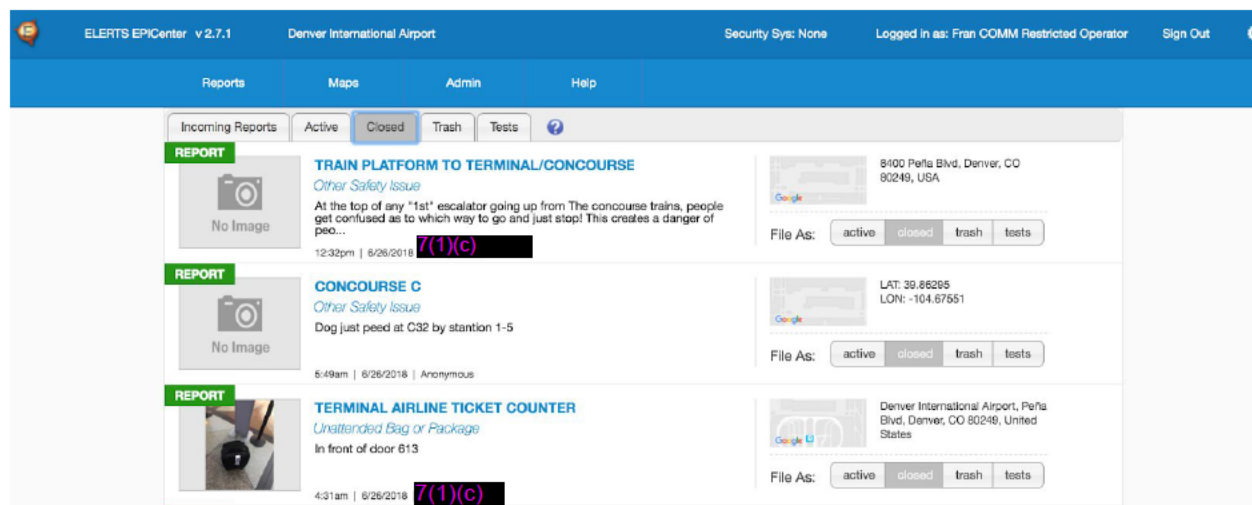 ELERTS EPICenter v 2.7.1 Denver International Airport Security Sys: None Logged in as: Fran COMM Restricted Operator Sign Out
Reports Maps Admin Help
Incoming Reports Active Closed Trash Tests ?
REPORT
No Image
TRAIN PLATFORM TO TERMINAL/CONCOURSE
Other Safety Issue
At the top of any "1st" escalator going up from The concourse trains, people
get confused as to which way to go and just stop! This creates a danger of
peo...
12:32pm | 6/26/2018 7(1)(c)
Google
8400 Peña Blvd, Denver, CO
80249, USA
File As: active closed trash tests
REPORT
No Image
CONCOURSE C
Other Safety Issue
Dog just peed at C32 by stantion 1-5
5:49am | 6/26/2018 | Anonymous
Google
LAT: 39.86295
LON: -104.67551
File As: active closed trash tests
REPORT
TERMINAL AIRLINE TICKET COUNTER
Unattended Bag or Package
In front of door 613
4:31am | 6/26/2018 7(1)(c)
Google
Denver International Airport, Peña
Blvd, Denver, CO 80249, United
States
File As: active closed trash tests